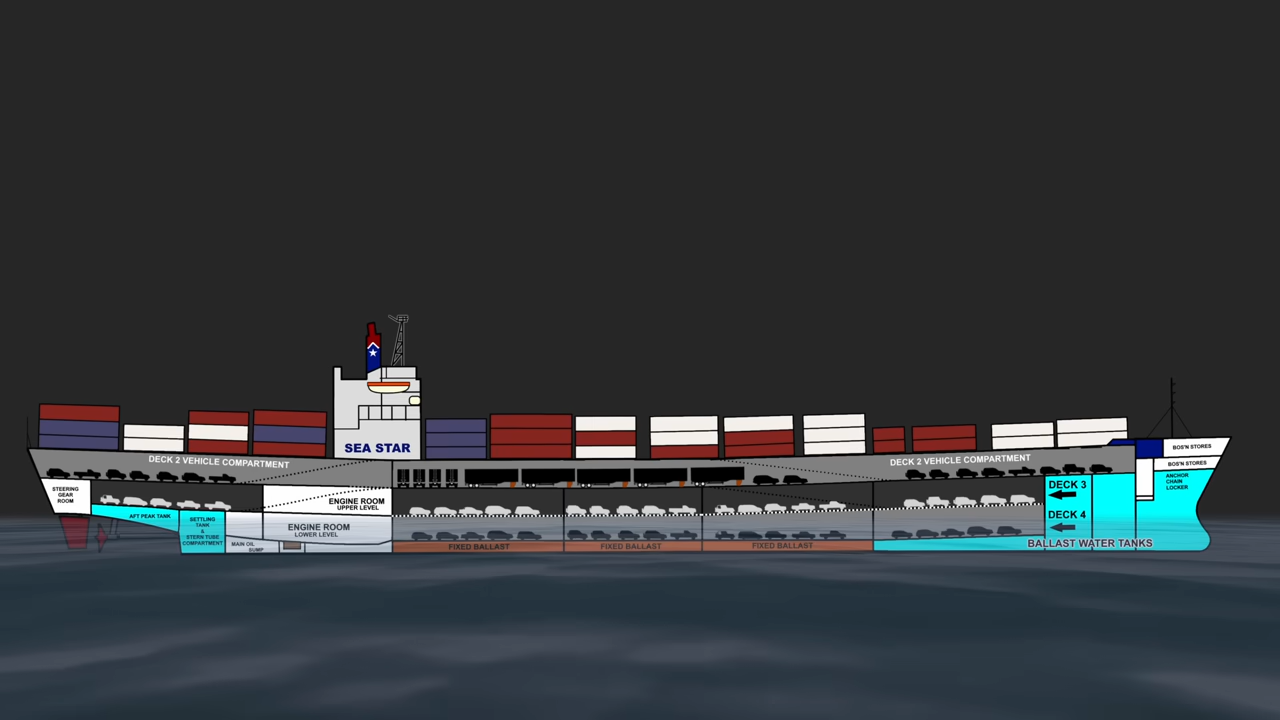 SEA STAR
DECK 2 VEHICLE COMPARTMENT
DECK 2 VEHICLE COMPARTMENT
BOS'N STORES
BOS'N STORES
ANCHOR
CHAIN
LOCKER
STEERING
GEAR
ROOM
ENGINE ROOM
UPPER LEVEL
DECK 3
AFT PEAK TANK
SETTLING
TANK
&
STERN TUBE
COMPARTMENT
ENGINE ROOM
LOWER LEVEL
DECK 4
MAIN OIL
SUMP
FIXED BALLAST
FIXED BALLAST
FIXED BALLAST
BALLAST WATER TANKS